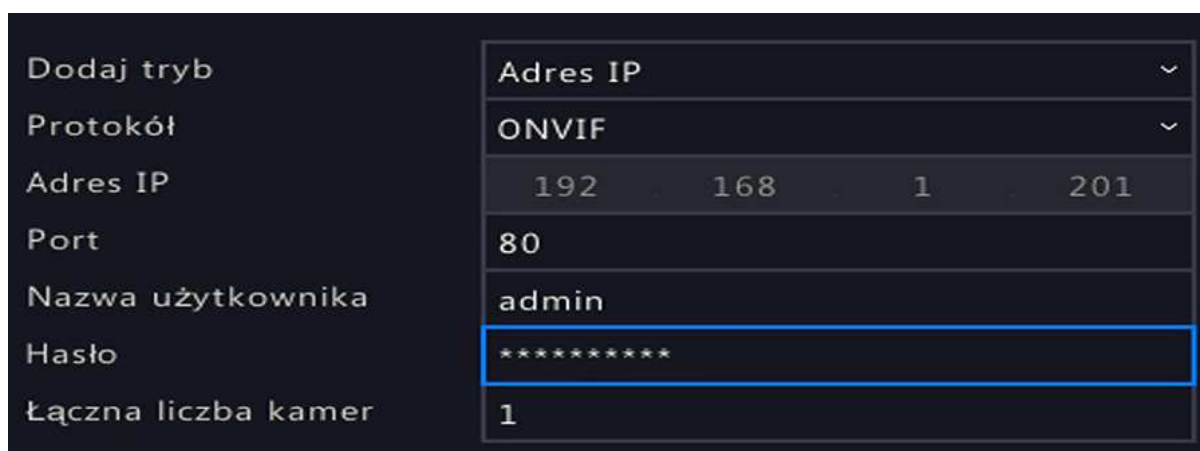 Dodaj tryb Adres IP
Protokół ONVIF
Adres IP 192 . 168 . 1 . 201
Port 80
Nazwa użytkownika admin
Hasło **********
Łączna liczba kamer 1